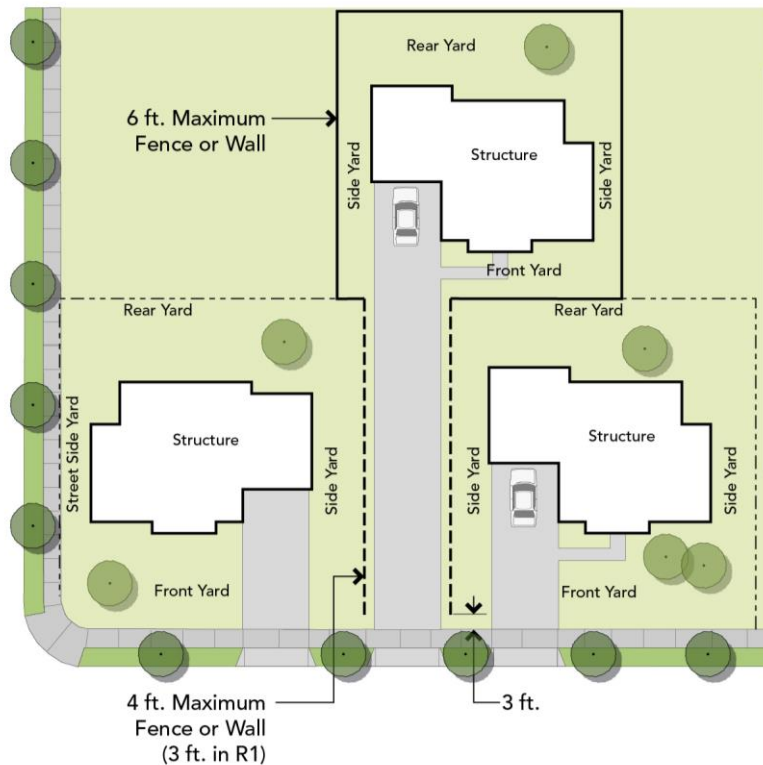 Rear Yard
6 ft. Maximum
Fence or Wall
Side Yard
Structure
Side Yard
Front Yard
Rear Yard
Rear Yard
Street Side Yard
Structure
Side Yard
Side Yard
Structure
Side Yard
Front Yard
Front Yard
4 ft. Maximum
Fence or Wall
(3 ft. in R1)
3 ft.